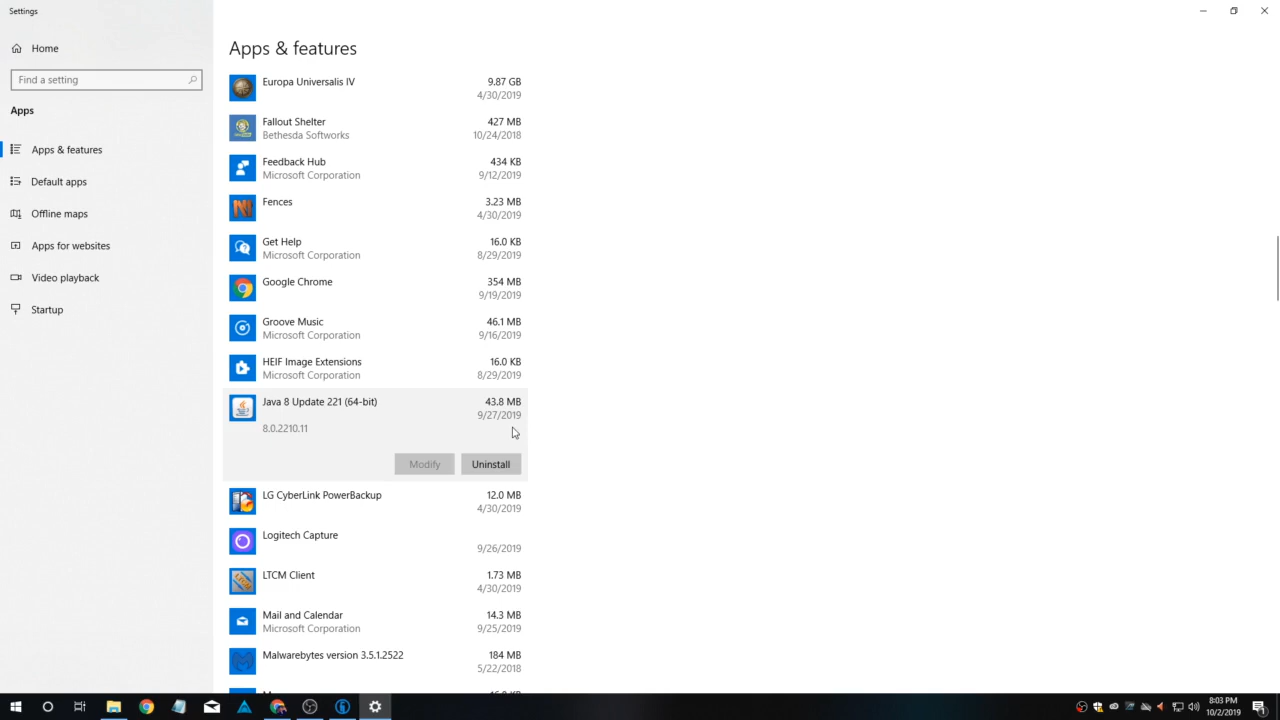 Settings
Home
Find a setting
Apps
Apps & features
Default apps
Offline maps
Apps for websites
Video playback
Startup
Apps & features
Europa Universalis IV 9.87 GB
4/30/2019
Fallout Shelter 427 MB
Bethesda Softworks 10/24/2018
Feedback Hub 434 KB
Microsoft Corporation 9/12/2019
Fences 3.23 MB
4/30/2019
Get Help 16.0 KB
Microsoft Corporation 8/29/2019
Google Chrome 354 MB
9/19/2019
Groove Music 46.1 MB
Microsoft Corporation 9/16/2019
HEIF Image Extensions 16.0 KB
Microsoft Corporation 8/29/2019
Java 8 Update 221 (64-bit) 43.8 MB
9/27/2019
8.0.2210.11
Modify Uninstall
LG CyberLink PowerBackup 12.0 MB
4/30/2019
Logitech Capture
9/26/2019
LTCM Client 1.73 MB
4/30/2019
Mail and Calendar 14.3 MB
Microsoft Corporation 9/25/2019
Malwarebytes version 3.5.1.2522 184 MB
5/22/2018
8:03 PM
10/2/2019